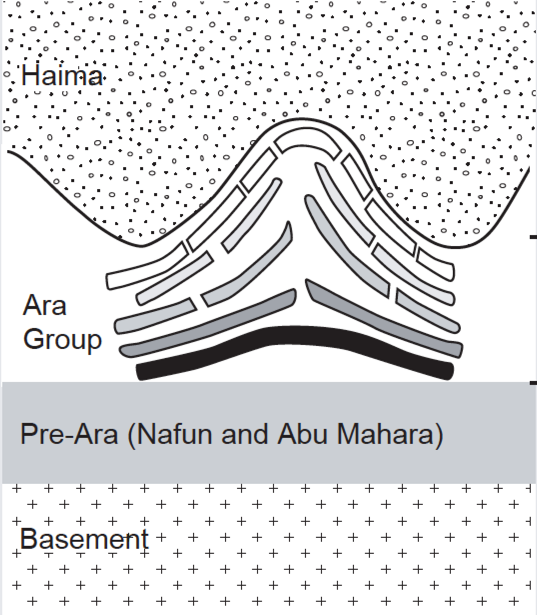 Haima
Ara
Group
Pre-Ara (Nafun and Abu Mahara)
Basement